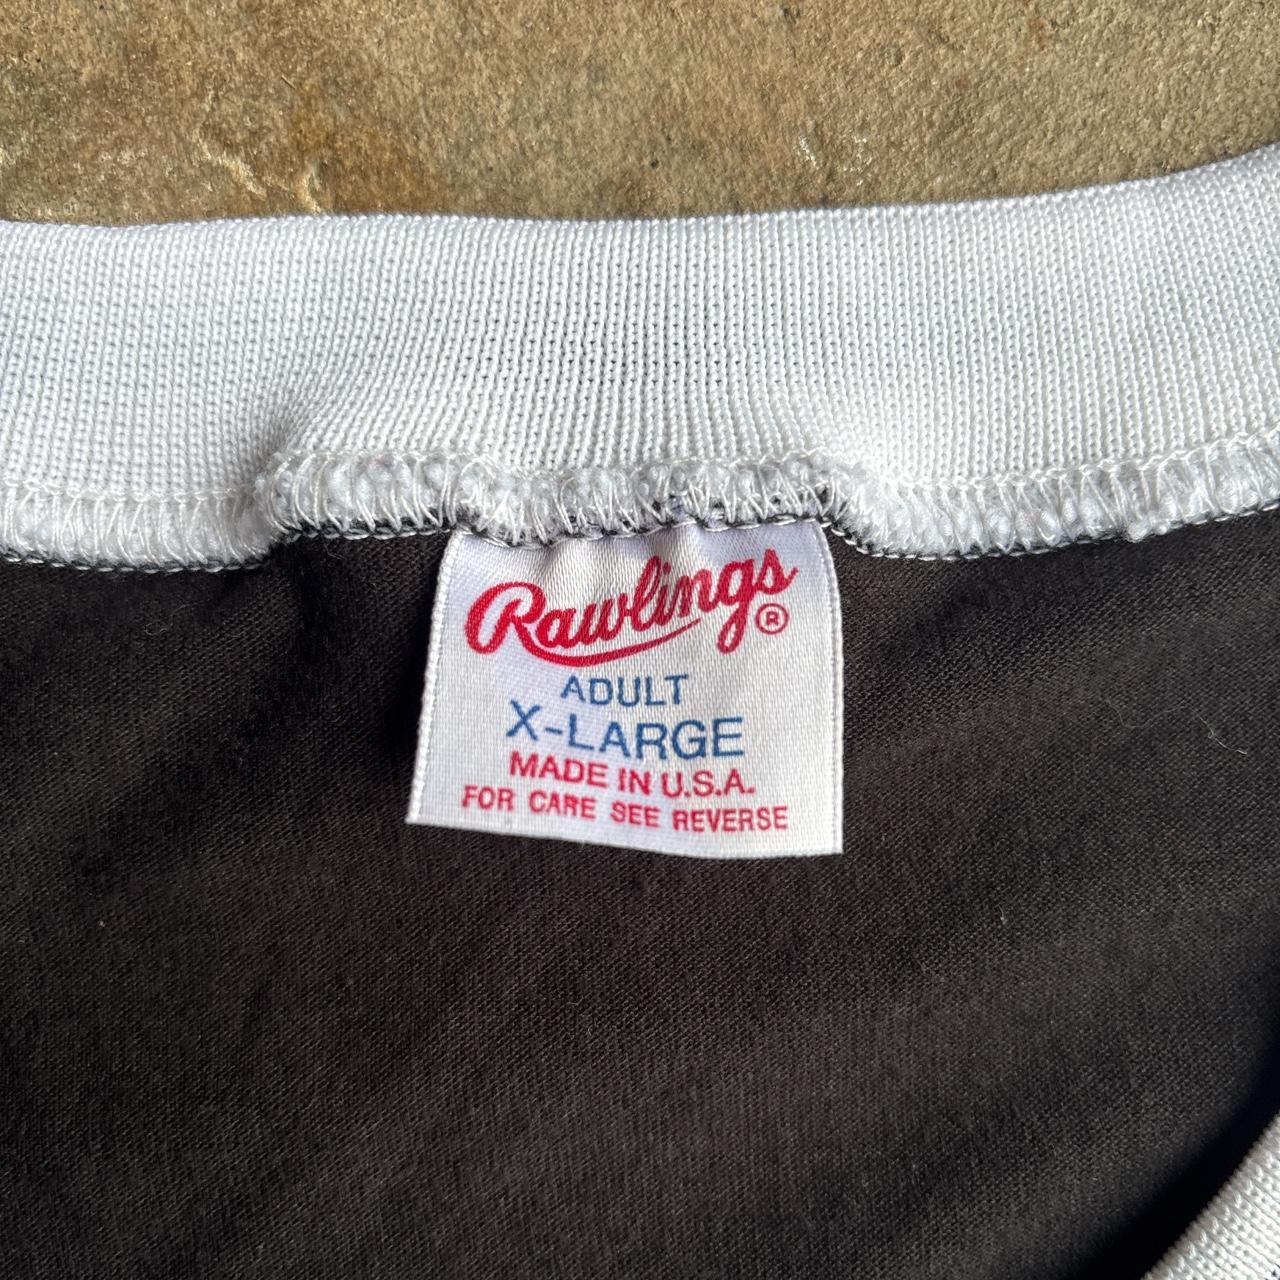 Rawlings®
ADULT
X-LARGE
MADE IN U.S.A.
FOR CARE SEE REVERSE